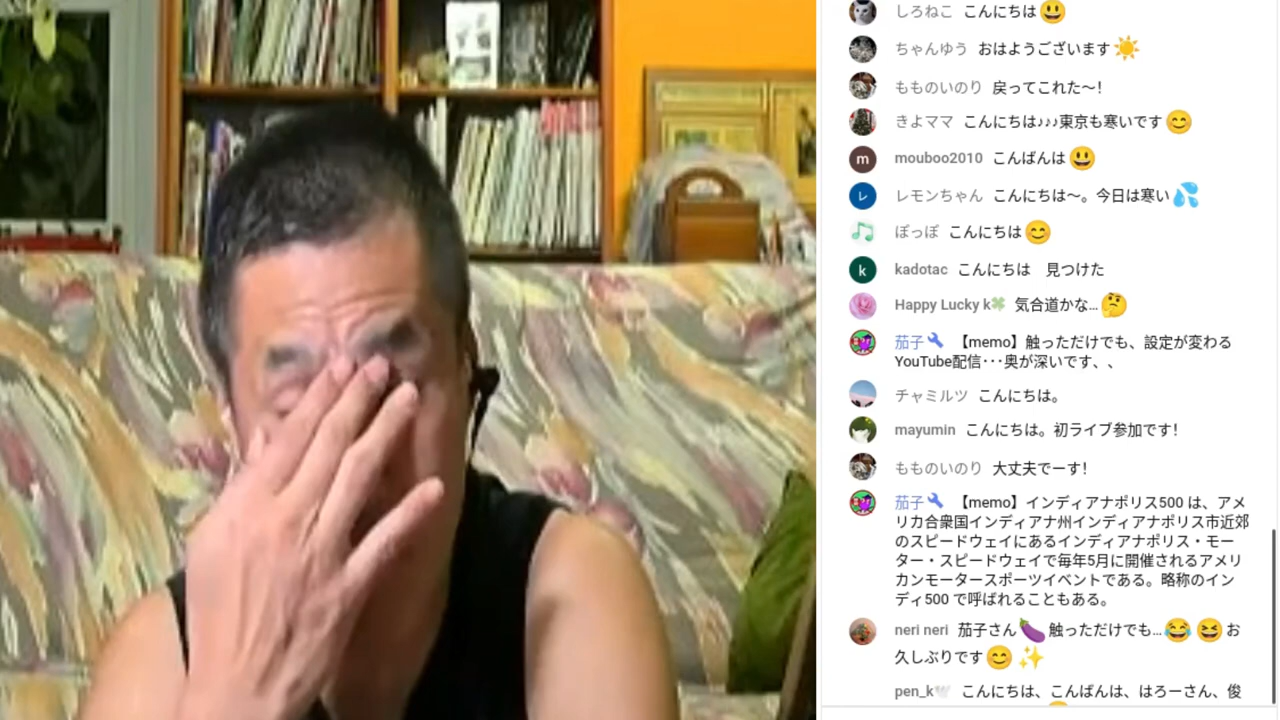 しろねこ こんにちは😃
ちゃんゆう おはようございます☀
もものいのり 戻ってこれた〜！
きよママ こんにちは♪♪♪東京も寒いです😊
m mouboo2010 こんばんは😃
レ レモンちゃん こんにちは〜。今日は寒い💦
ぽっぽ こんにちは😊
k kadotac こんにちは　見つけた
Happy Lucky k🍀 気合道かな…🤔
茄子🔧 【memo】触っただけでも、設定が変わる
YouTube配信･･･奥が深いです、、
チャミルツ こんにちは。
mayumin こんにちは。初ライブ参加です！
もものいのり 大丈夫でーす！
茄子🔧 【memo】インディアナポリス500 は、アメ
リカ合衆国インディアナ州インディアナポリス市近郊
のスピードウェイにあるインディアナポリス・モー
ター・スピードウェイで毎年5月に開催されるアメリ
カンモータースポーツイベントである。略称のイン
ディ500 で呼ばれることもある。
neri neri 茄子さん🍆触っただけでも…😂😆お
久しぶりです😊✨
pen_k🕊 こんにちは、こんばんは、はろーさん、俊